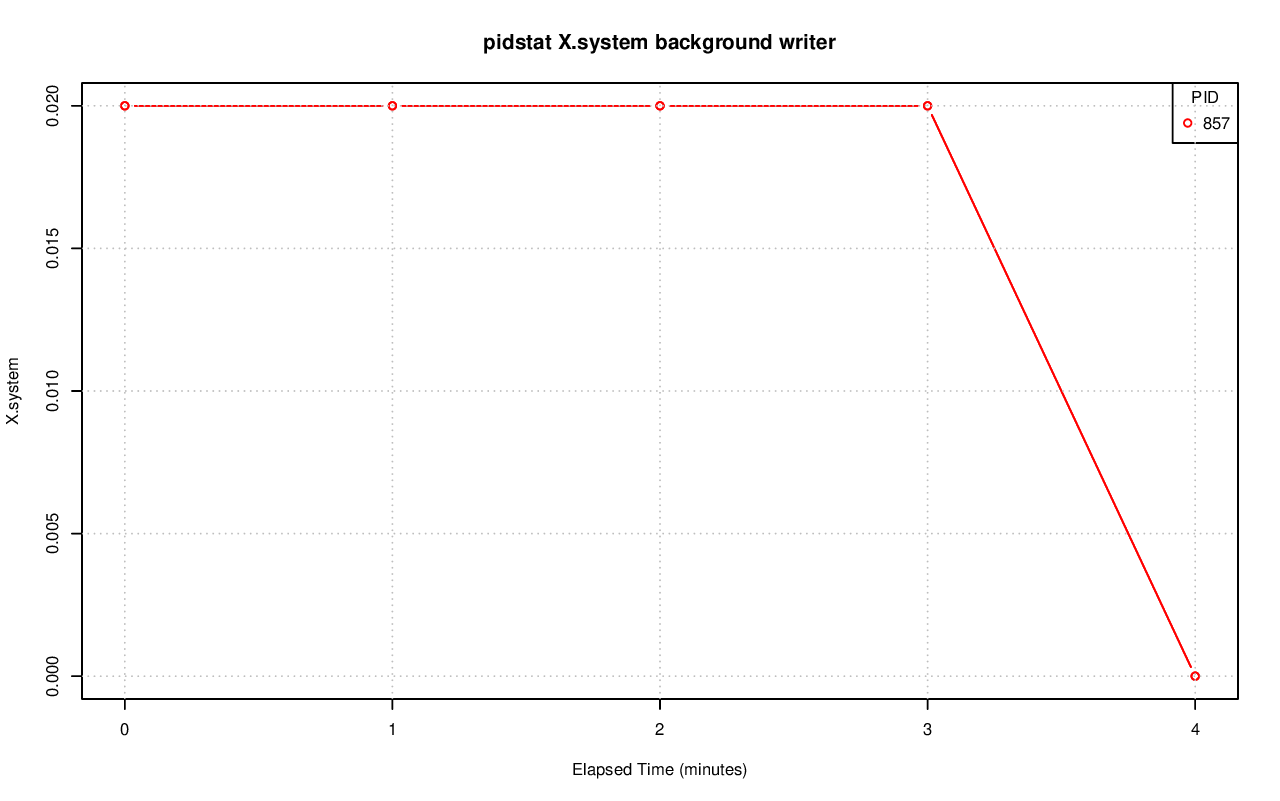 pidstat X.system background writer
PID
857
X.system
0.020
0.015
0.010
0.005
0.000
0 1 2 3 4
Elapsed Time (minutes)